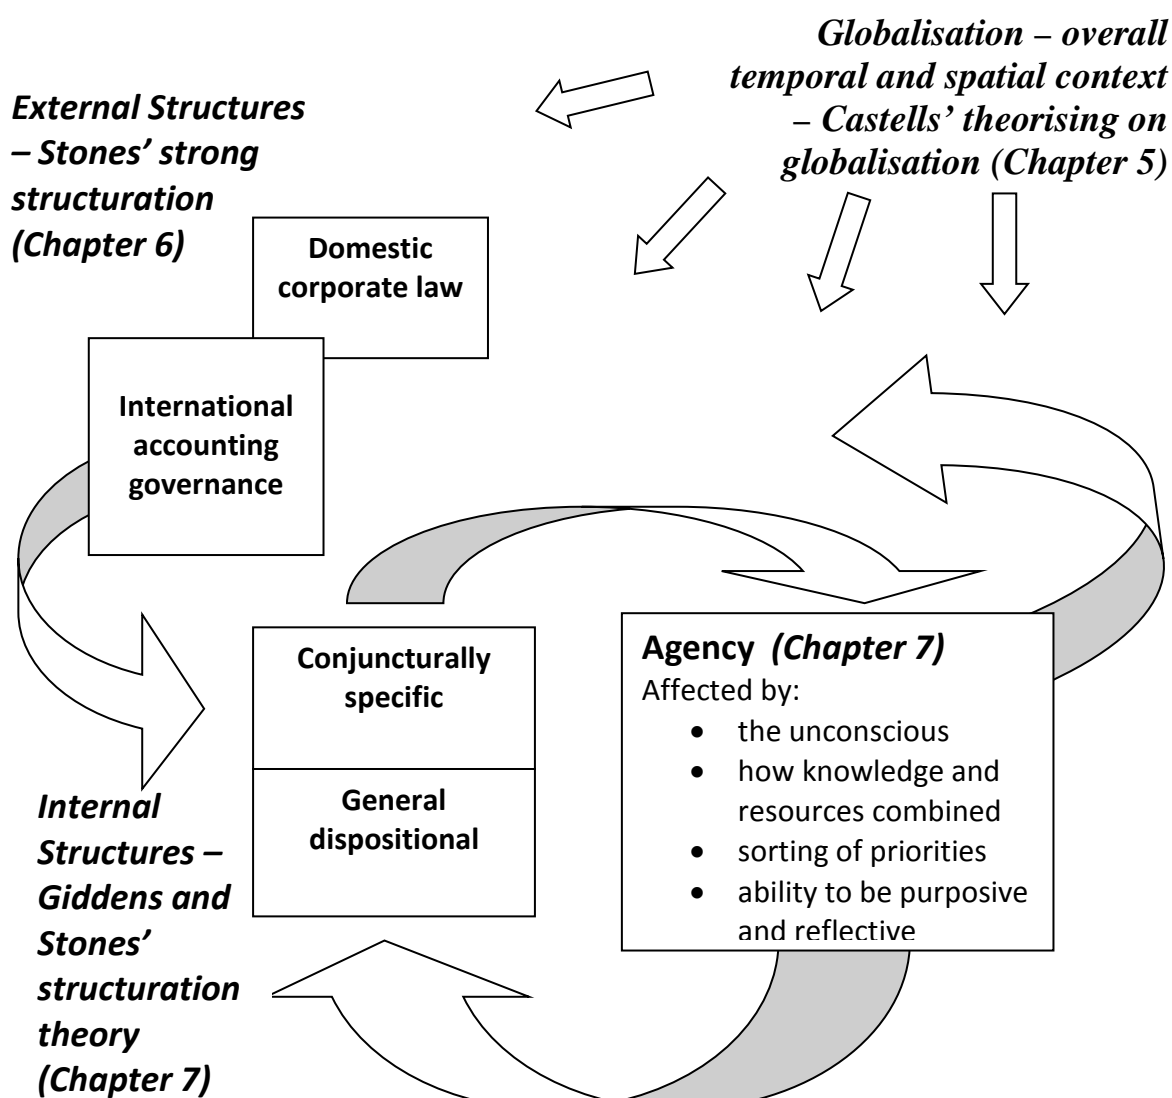 Globalisation – overall
temporal and spatial context
– Castells’ theorising on
globalisation (Chapter 5)
External Structures
– Stones’ strong
structuration
(Chapter 6)
Domestic
corporate law
International
accounting
governance
Conjuncturally
specific
General
dispositional
Agency (Chapter 7)
Affected by:
• the unconscious
• how knowledge and
resources combined
• sorting of priorities
• ability to be purposive
and reflective
Internal
Structures –
Giddens and
Stones’
structuration
theory
(Chapter 7)